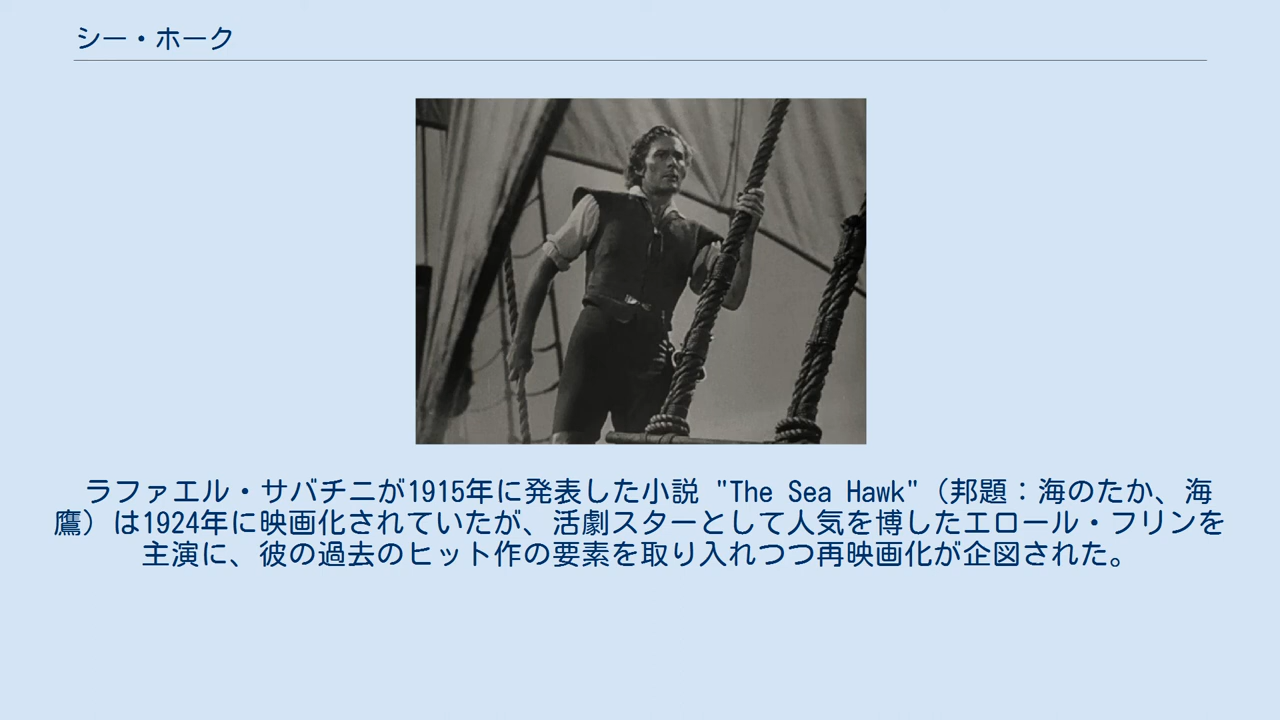 シー・ホーク
ラファエル・サバチニが1915年に発表した小説 "The Sea Hawk"（邦題：海のたか、海
鷹）は1924年に映画化されていたが、活劇スターとして人気を博したエロール・フリンを
主演に、彼の過去のヒット作の要素を取り入れつつ再映画化が企図された。